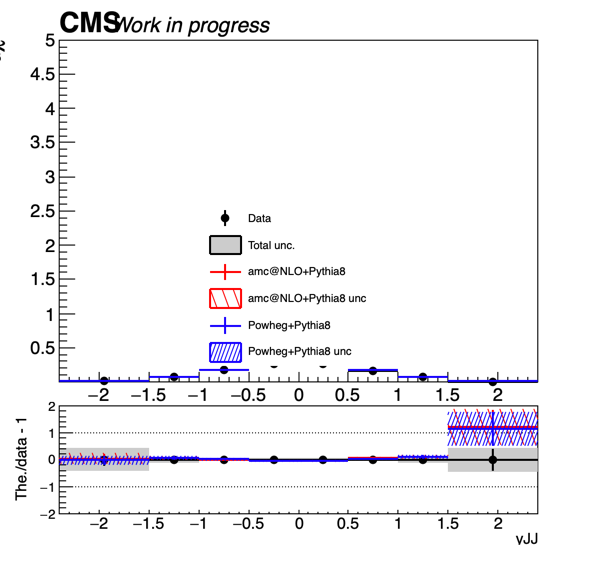 CMS Work in progress
5
4.5
4
3.5
3
2.5
2
1.5
1
0.5
Data
Total unc.
amc@NLO+Pythia8
amc@NLO+Pythia8 unc
Powheg+Pythia8
Powheg+Pythia8 unc
−2 −1.5 −1 −0.5 0 0.5 1 1.5 2
The./data - 1
2
1
0
−1
−2
−2 −1.5 −1 −0.5 0 0.5 1 1.5 2
yJJ